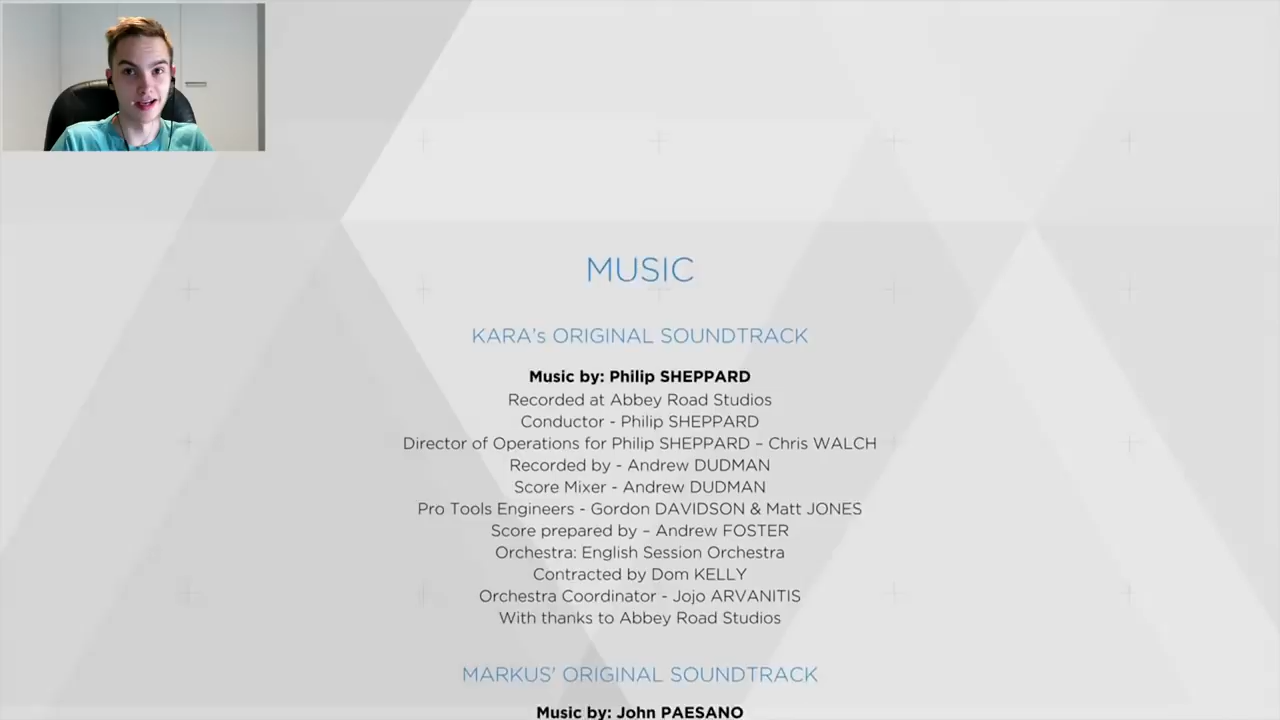 MUSIC
KARA's ORIGINAL SOUNDTRACK
Music by: Philip SHEPPARD
Recorded at Abbey Road Studios
Conductor - Philip SHEPPARD
Director of Operations for Philip SHEPPARD – Chris WALCH
Recorded by - Andrew DUDMAN
Score Mixer - Andrew DUDMAN
Pro Tools Engineers - Gordon DAVIDSON & Matt JONES
Score prepared by – Andrew FOSTER
Orchestra: English Session Orchestra
Contracted by Dom KELLY
Orchestra Coordinator - Jojo ARVANITIS
With thanks to Abbey Road Studios
MARKUS' ORIGINAL SOUNDTRACK
Music by: John PAESANO